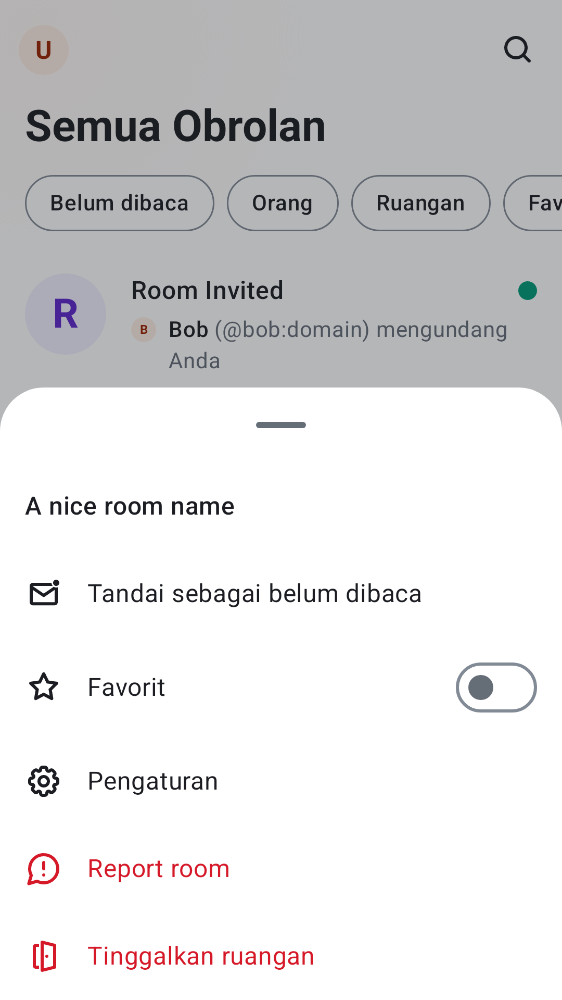 U
Semua Obrolan
Belum dibaca
Orang
Ruangan
Fav
R
Room Invited
B
Bob (@bob:domain) mengundang
Anda
A nice room name
Tandai sebagai belum dibaca
Favorit
Pengaturan
Report room
Tinggalkan ruangan